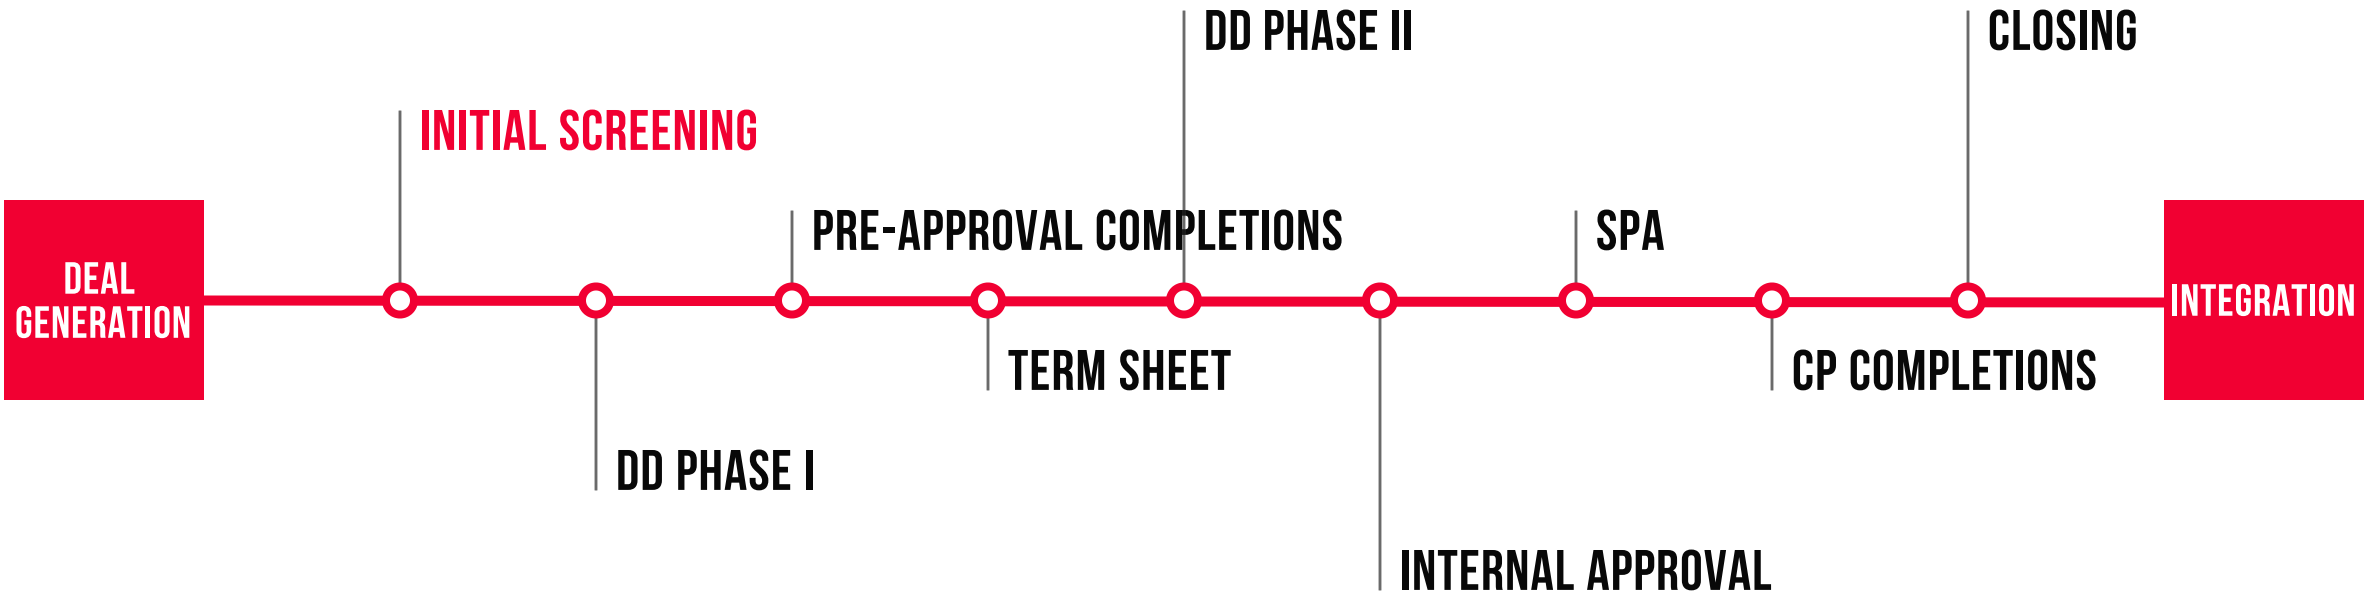 DEAL
GENERATION
INITIAL SCREENING
DD PHASE I
PRE-APPROVAL COMPLETIONS
TERM SHEET
DD PHASE II
INTERNAL APPROVAL
SPA
CP COMPLETIONS
CLOSING
INTEGRATION